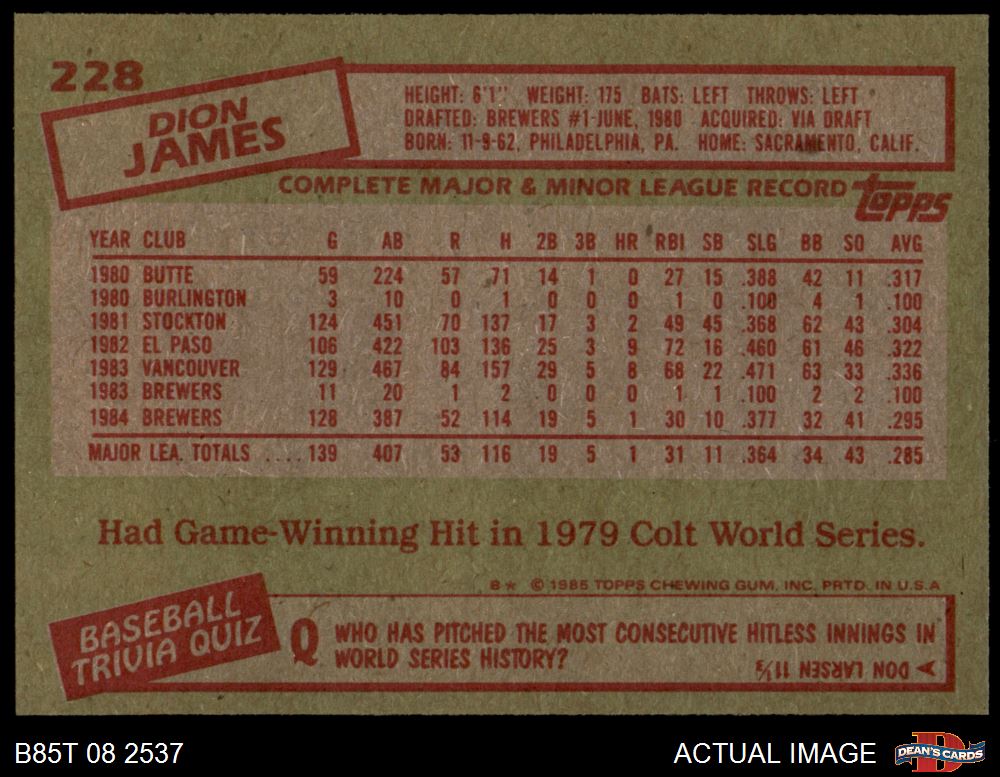 228
DION
JAMES
HEIGHT: 6'1" WEIGHT: 175 BATS: LEFT THROWS: LEFT
DRAFTED: BREWERS #1-JUNE, 1980 ACQUIRED: VIA DRAFT
BORN: 11-9-62, PHILADELPHIA, PA. HOME: SACRAMENTO, CALIF.
COMPLETE MAJOR & MINOR LEAGUE RECORD topps
YEAR CLUB G AB R H 2B 3B HR RBI SB SLG BB SO AVG
1980 BUTTE 59 224 57 71 14 1 0 27 15 .388 42 11 .317
1980 BURLINGTON 3 10 0 1 0 0 0 1 0 .100 4 1 .100
1981 STOCKTON 124 451 70 137 17 3 2 49 45 .368 62 43 .304
1982 EL PASO 106 422 103 136 25 3 9 72 16 .460 61 46 .322
1983 VANCOUVER 129 467 84 157 29 5 8 68 22 .471 63 33 .336
1983 BREWERS 11 20 1 2 0 0 0 1 1 .100 2 2 .100
1984 BREWERS 128 387 52 114 19 5 1 30 10 .377 32 41 .295
MAJOR LEA. TOTALS .... 139 407 53 116 19 5 1 31 11 .364 34 43 .285
Had Game-Winning Hit in 1979 Colt World Series.
B* © 1985 TOPPS CHEWING GUM, INC. PRTD. IN U.S.A
BASEBALL
TRIVIA QUIZ
Q WHO HAS PITCHED THE MOST CONSECUTIVE HITLESS INNINGS IN
WORLD SERIES HISTORY?
A DON LARSEN 11⅓
B85T 08 2537
ACTUAL IMAGE
D
DEAN'S CARDS